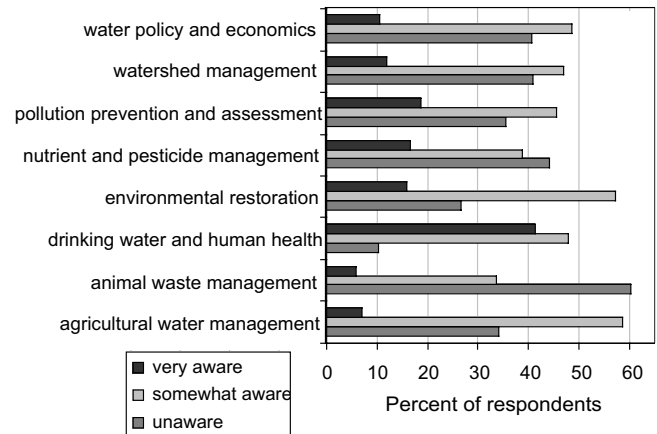 water policy and economics
watershed management
pollution prevention and assessment
nutrient and pesticide management
environmental restoration
drinking water and human health
animal waste management
agricultural water management
0 10 20 30 40 50 60
Percent of respondents
very aware
somewhat aware
unaware